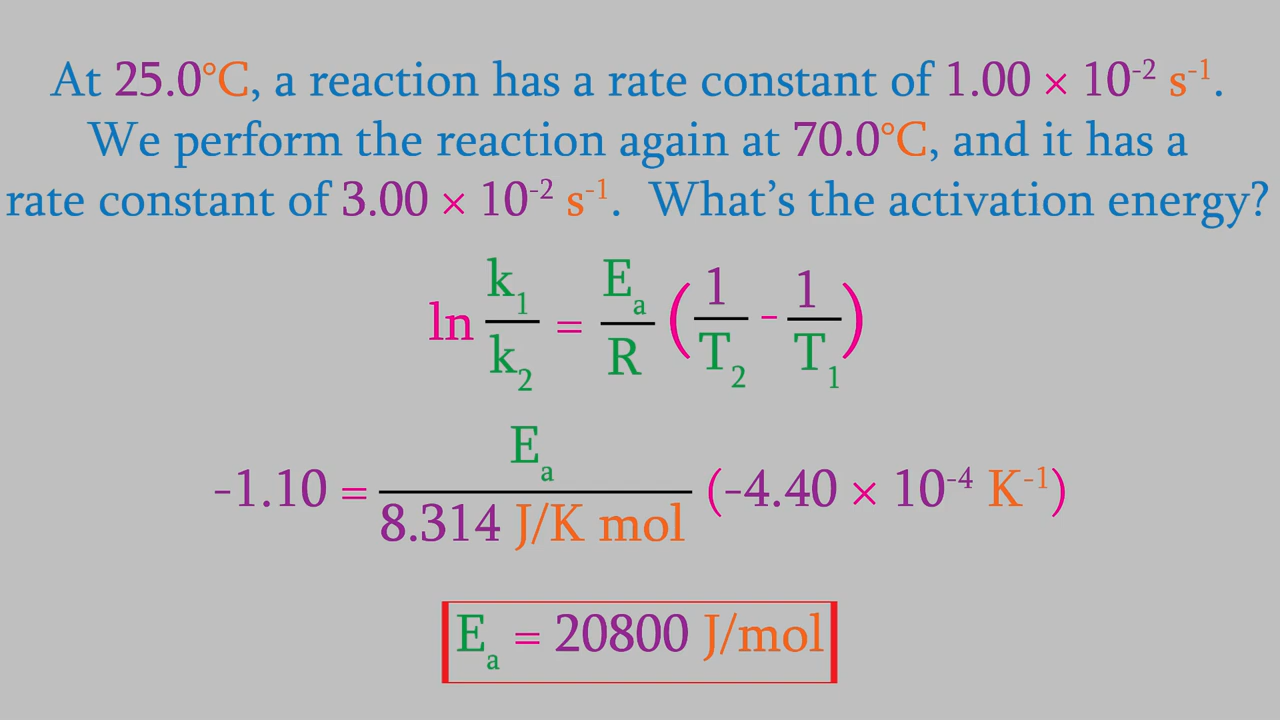 At 25.0°C, a reaction has a rate constant of 1.00 × 10⁻² s⁻¹.
We perform the reaction again at 70.0°C, and it has a
rate constant of 3.00 × 10⁻² s⁻¹. What's the activation energy?
ln k₁/k₂ = Eₐ/R (1/T₂ - 1/T₁)
-1.10 = Eₐ/8.314 J/K mol (-4.40 × 10⁻⁴ K⁻¹)
Eₐ = 20800 J/mol